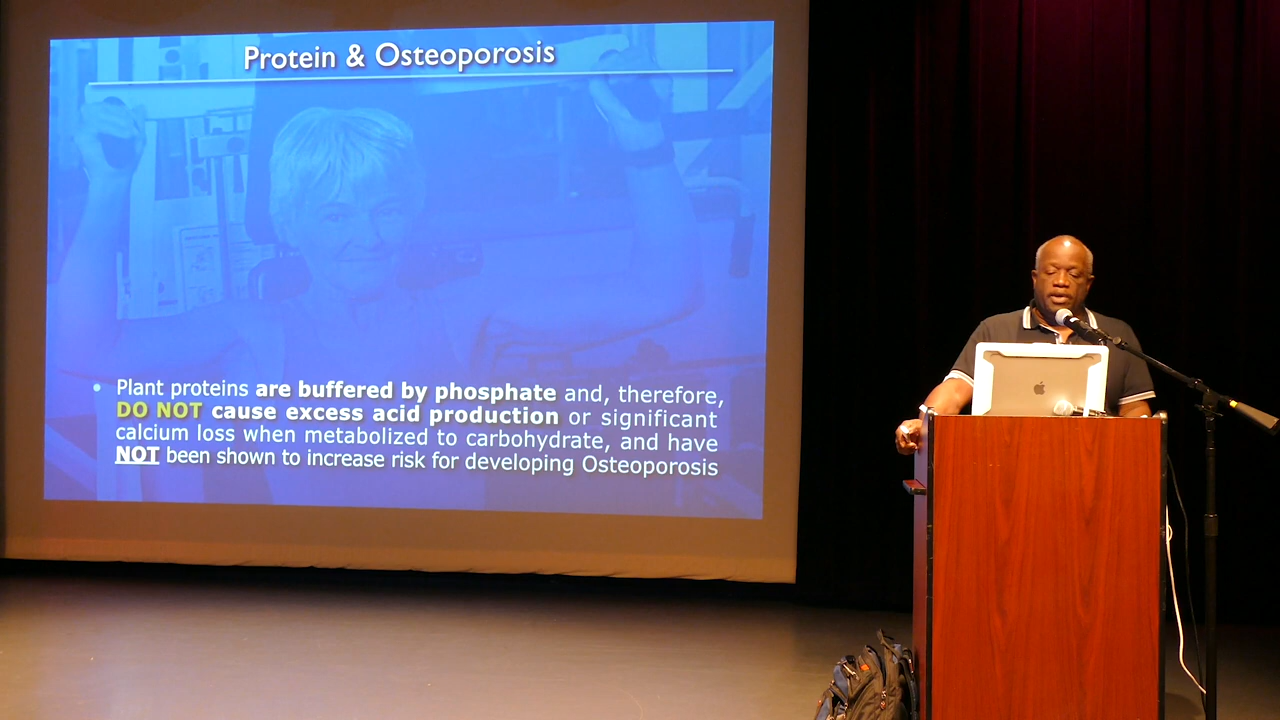 Protein & Osteoporosis
• Plant proteins are buffered by phosphate and, therefore,
DO NOT cause excess acid production or significant
calcium loss when metabolized to carbohydrate, and have
NOT been shown to increase risk for developing Osteoporosis